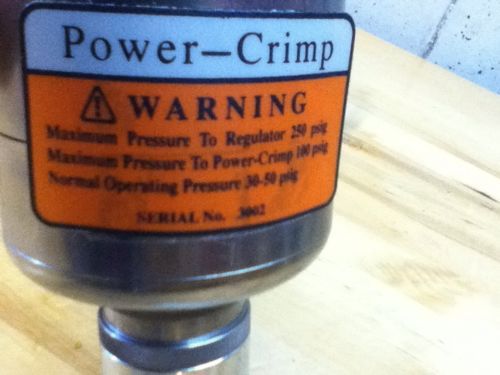 Power–Crimp
WARNING
Maximum Pressure To Regulator 250 psig
Maximum Pressure To Power-Crimp 100 psig
Normal Operating Pressure 30-50 psig
SERIAL No. 3002